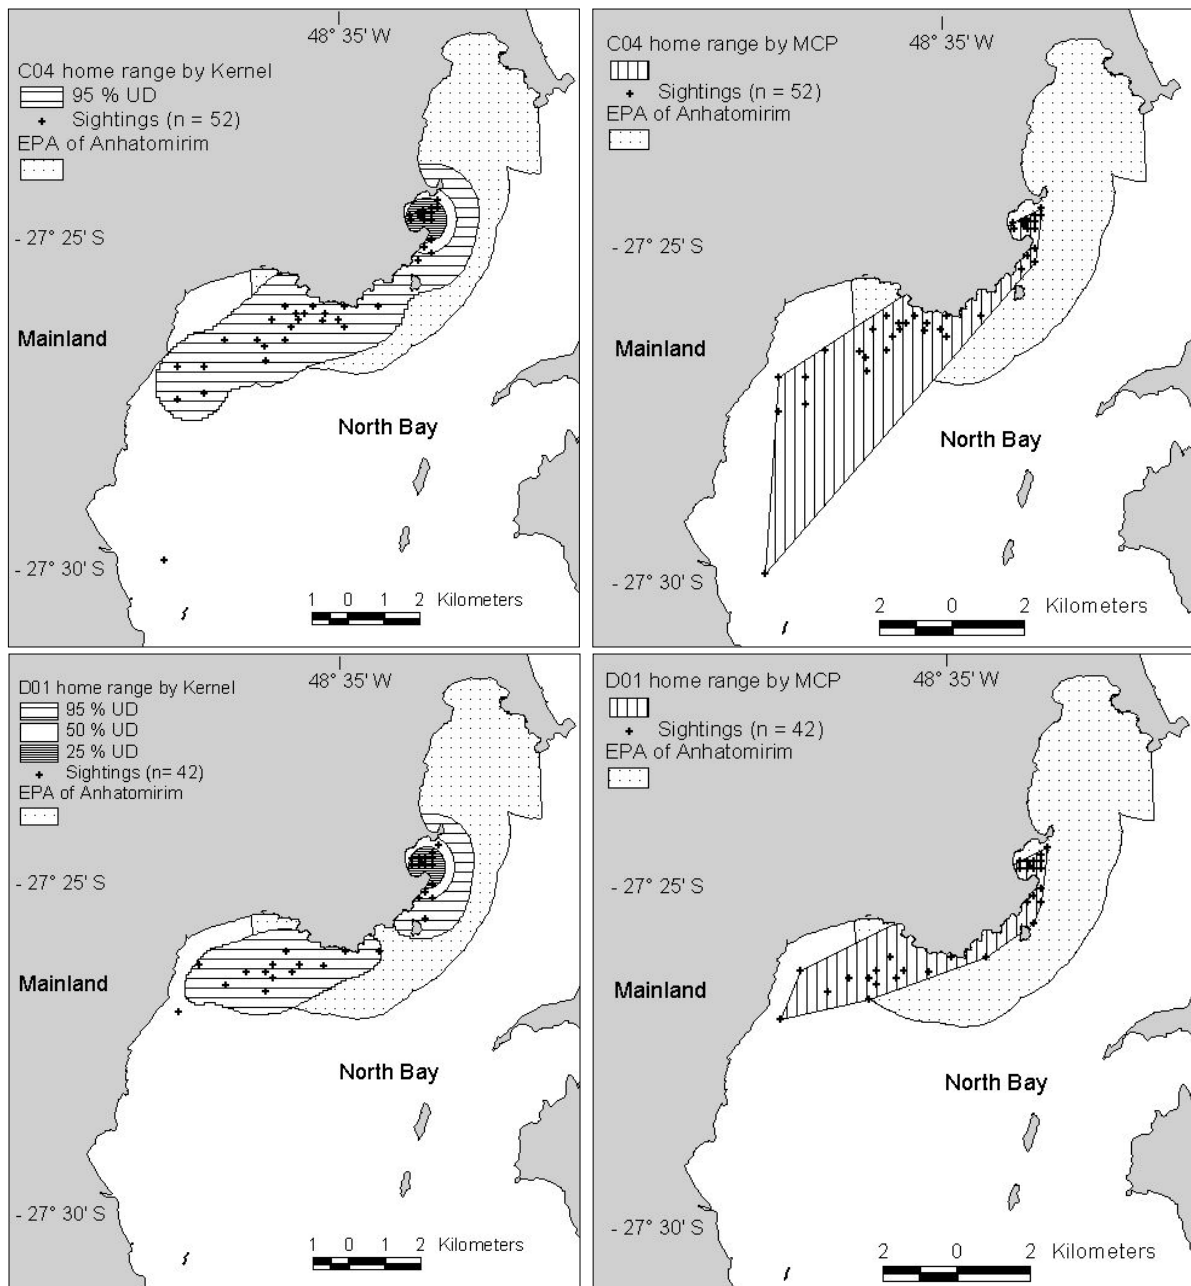 48° 35' W
C04 home range by Kernel
95 % UD
Sightings (n = 52)
EPA of Anhatomirim
- 27° 25' S
Mainland
North Bay
- 27° 30' S
1 0 1 2 Kilometers
48° 35' W
C04 home range by MCP
Sightings (n = 52)
EPA of Anhatomirim
- 27° 25' S
Mainland
North Bay
- 27° 30' S
2 0 2 Kilometers
48° 35' W
D01 home range by Kernel
95 % UD
50 % UD
25 % UD
Sightings (n= 42)
EPA of Anhatomirim
- 27° 25' S
Mainland
North Bay
- 27° 30' S
1 0 1 2 Kilometers
48° 35' W
D01 home range by MCP
Sightings (n = 42)
EPA of Anhatomirim
- 27° 25' S
Mainland
North Bay
- 27° 30' S
2 0 2 Kilometers